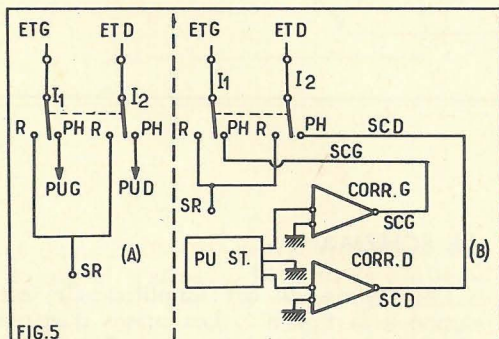 ETG ETD
I1 I2
R PH R PH
PUG PUD
SR
(A)
FIG.5
ETG ETD
I1 I2
R PH R PH SCD
SCG
SR
CORR.G
SCG
(B)
PU ST.
CORR.D
SCD